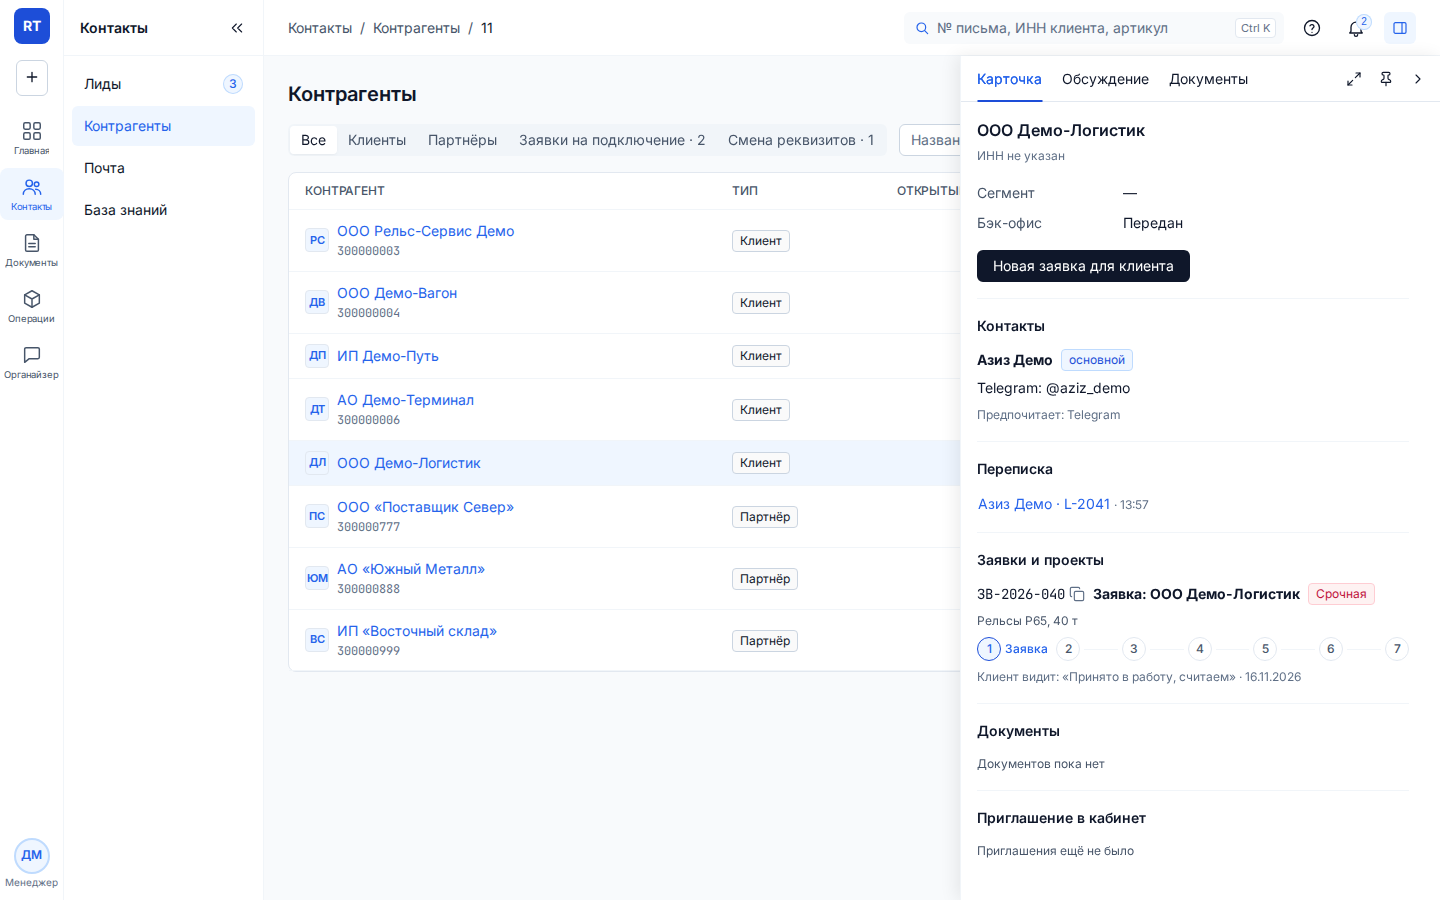 RT
Главная
Контакты
Документы
Операции
Органайзер
ДМ
Менеджер
Контакты
Лиды 3
Контрагенты
Почта
База знаний
Контакты / Контрагенты / 11
№ письма, ИНН клиента, артикул Ctrl K
2
Контрагенты
Все Клиенты Партнёры Заявки на подключение · 2 Смена реквизитов · 1
Назван
КОНТРАГЕНТ ТИП ОТКРЫТЫ
РС ООО Рельс-Сервис Демо Клиент
300000003
ДВ ООО Демо-Вагон Клиент
300000004
ДП ИП Демо-Путь Клиент
ДТ АО Демо-Терминал Клиент
300000006
ДЛ ООО Демо-Логистик Клиент
ПС ООО «Поставщик Север» Партнёр
300000777
ЮМ АО «Южный Металл» Партнёр
300000888
ВС ИП «Восточный склад» Партнёр
300000999
Карточка Обсуждение Документы
ООО Демо-Логистик
ИНН не указан
Сегмент —
Бэк-офис Передан
Новая заявка для клиента
Контакты
Азиз Демо основной
Telegram: @aziz_demo
Предпочитает: Telegram
Переписка
Азиз Демо · L-2041 · 13:57
Заявки и проекты
ЗВ-2026-040 Заявка: ООО Демо-Логистик Срочная
Рельсы Р65, 40 т
1 Заявка 2 3 4 5 6 7
Клиент видит: «Принято в работу, считаем» · 16.11.2026
Документы
Документов пока нет
Приглашение в кабинет
Приглашения ещё не было